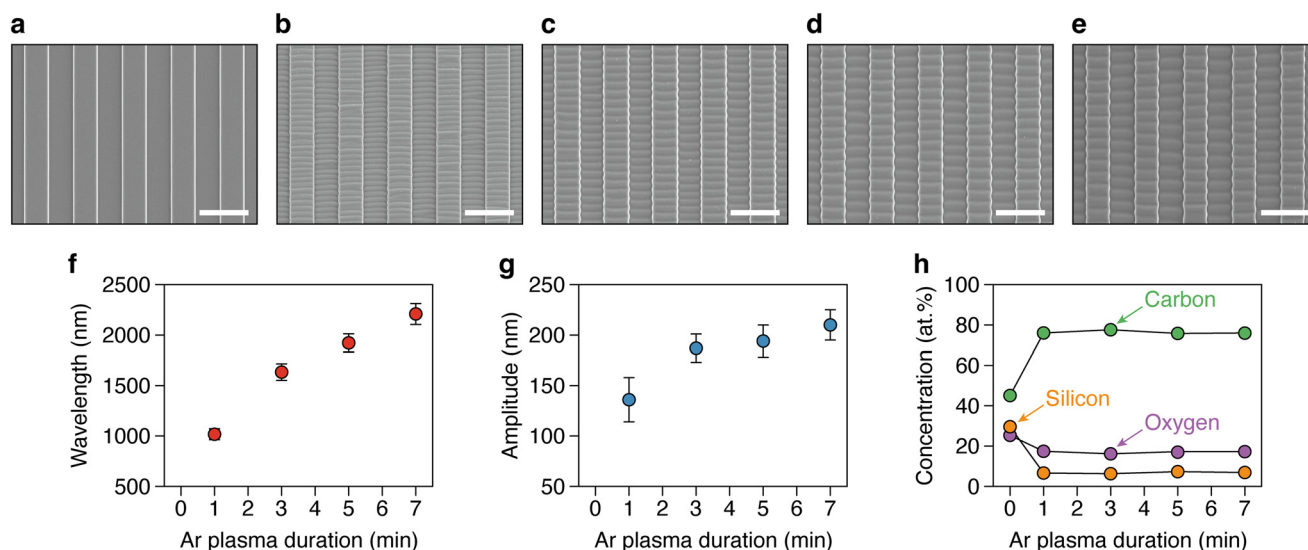 a
b
c
d
e
f
2500
2000
1500
1000
500
Wavelength (nm)
0 1 2 3 4 5 6 7
Ar plasma duration (min)
g
250
200
150
100
50
Amplitude (nm)
0 1 2 3 4 5 6 7
Ar plasma duration (min)
h
100
80
60
40
20
0
Concentration (at.%)
Carbon
Silicon
Oxygen
0 1 2 3 4 5 6 7
Ar plasma duration (min)